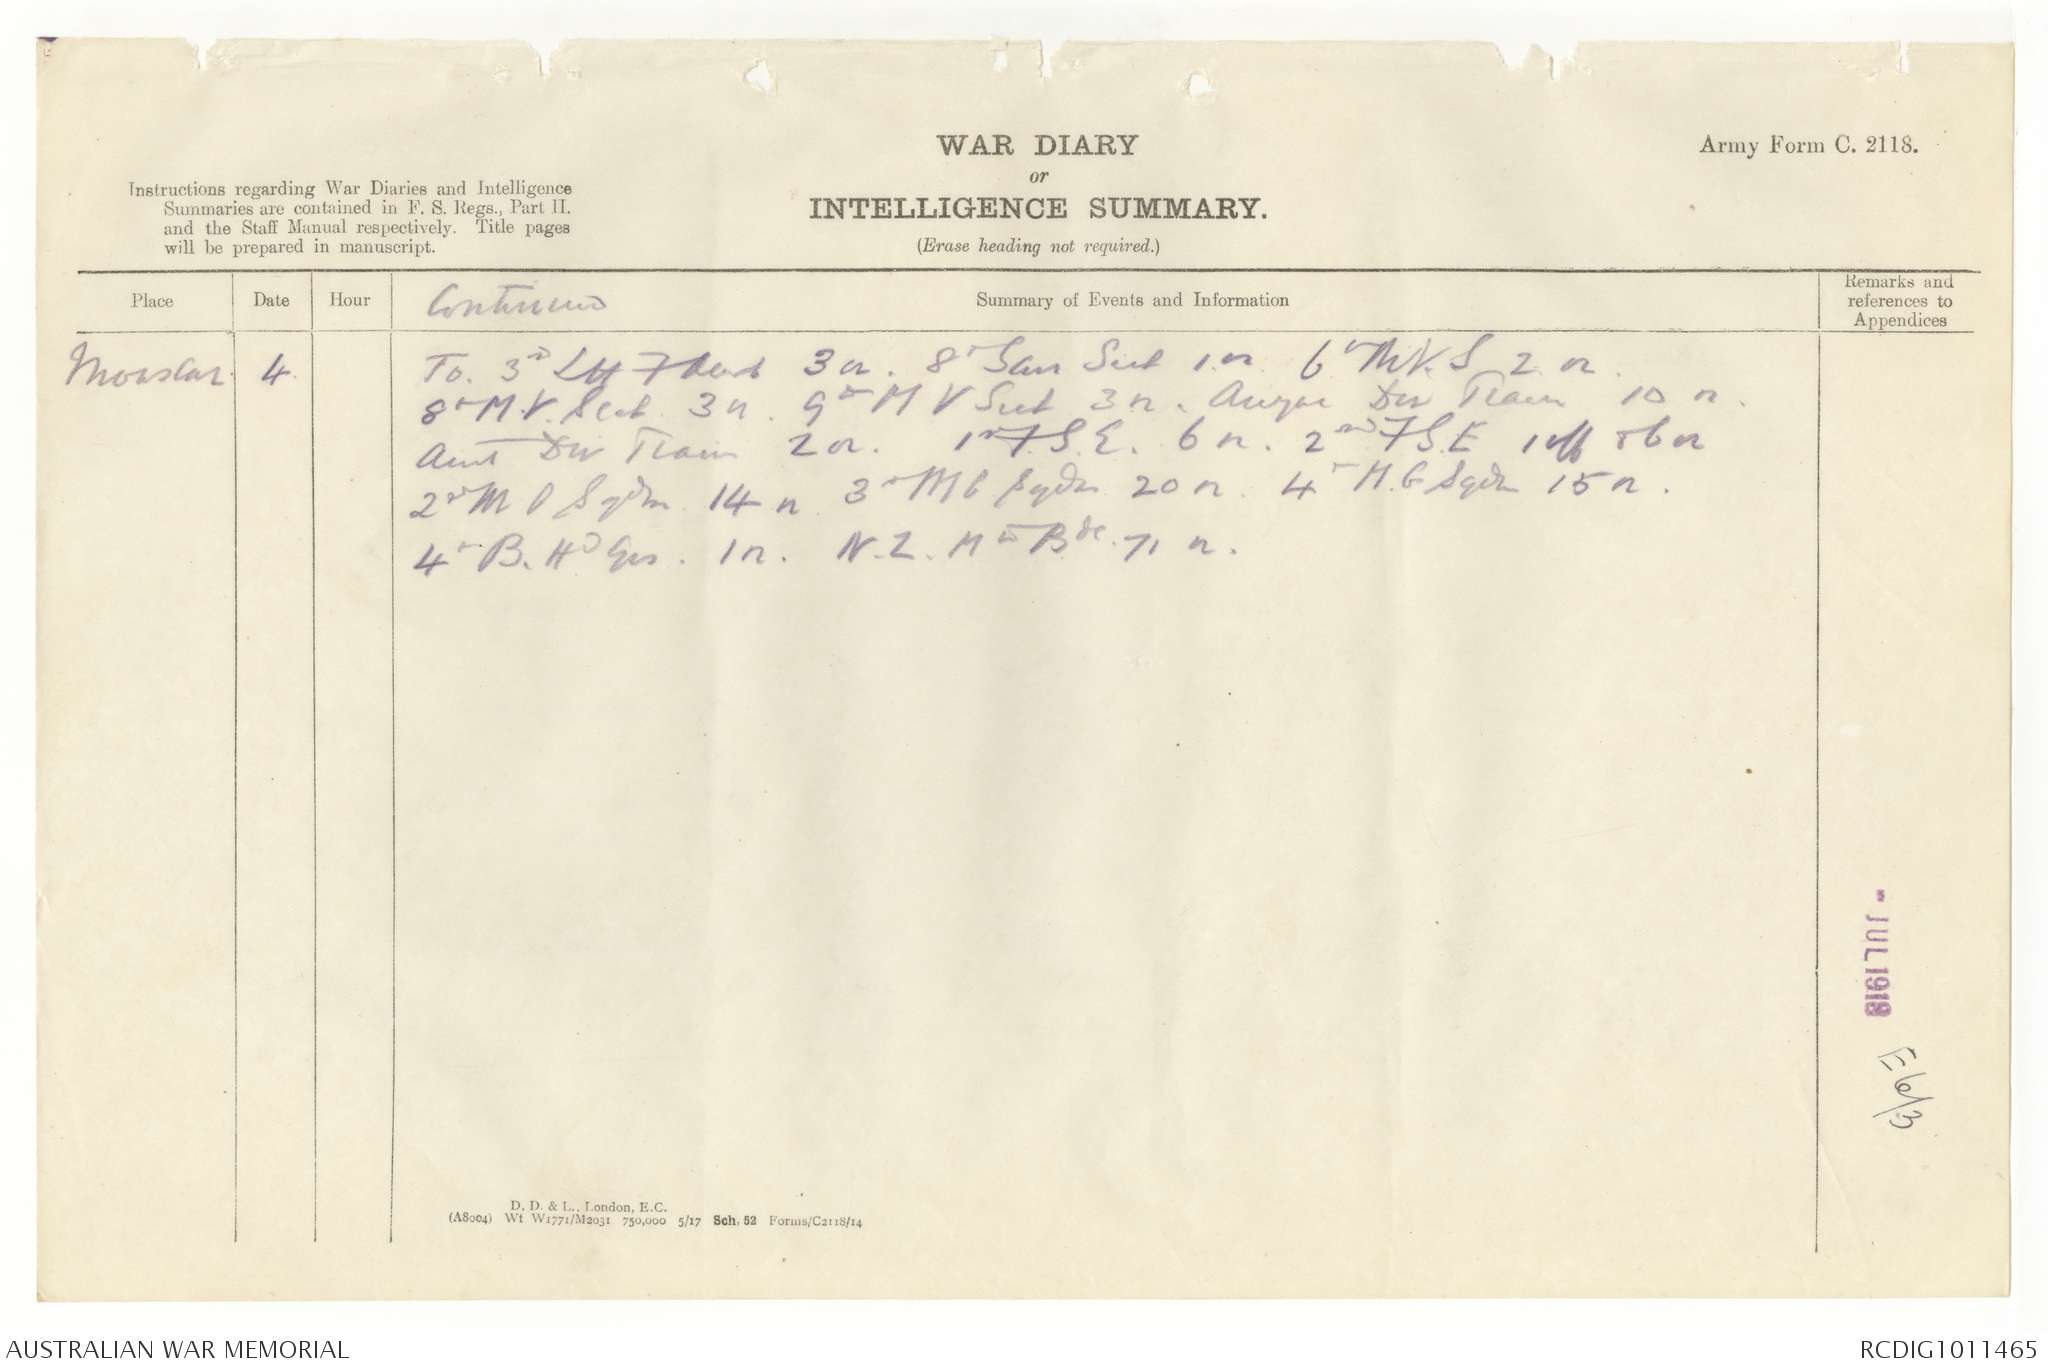 WAR DIARY
or
INTELLIGENCE SUMMARY.
(Erase heading not required.)
Army Form C. 2118.
Instructions regarding War Diaries and Intelligence
Summaries are contained in F. S. Regs., Part II.
and the Staff Manual respectively. Title pages
will be prepared in manuscript.
Place
Date
Hour
Continued
Summary of Events and Information
Remarks and
references to
Appendices
Moascar 4 To. 3rd LH F Amb 3 or. 8th San Sect 1. or. 6th M.V. S 2 or.
8th M.V. Sect. 3 or. 9th M V Sect 3 or. Anzac Div Train 10 or.
Aust Div Train 2 or. 1st F.S.E. 6 or. 2nd F S.E 1 off & 6 or
2nd M G Sqdn 14 or. 3rd M G Sqdn 20 or. 4th M.G Sqdn 15 or.
4th B. Hd Qrs. 1 or. N.Z. Mtd Bde. 71 or.
- JUL 1918
E 6/3
D. D. & L., London, E.C.
(A8004) Wt W1771/M2031 750,000 5/17 Sch. 52 Forms/C2118/14
AUSTRALIAN WAR MEMORIAL
RCDIG1011465